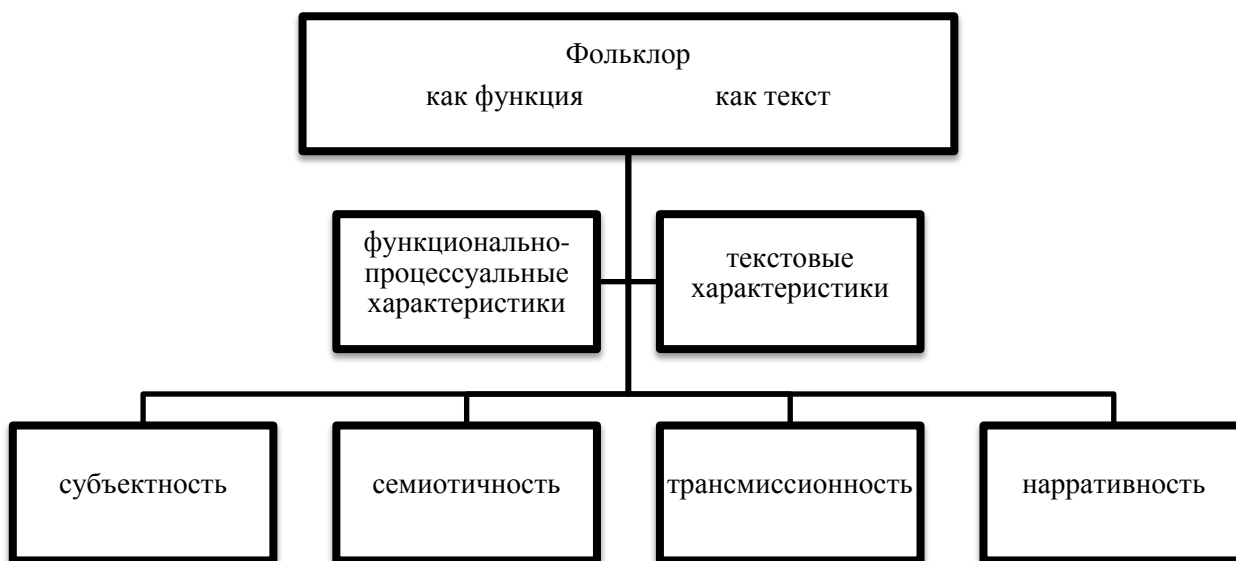 Фольклор
как функция как текст
функционально-
процессуальные
характеристики
текстовые
характеристики
субъектность
семиотичность
трансмиссионность
нарративность